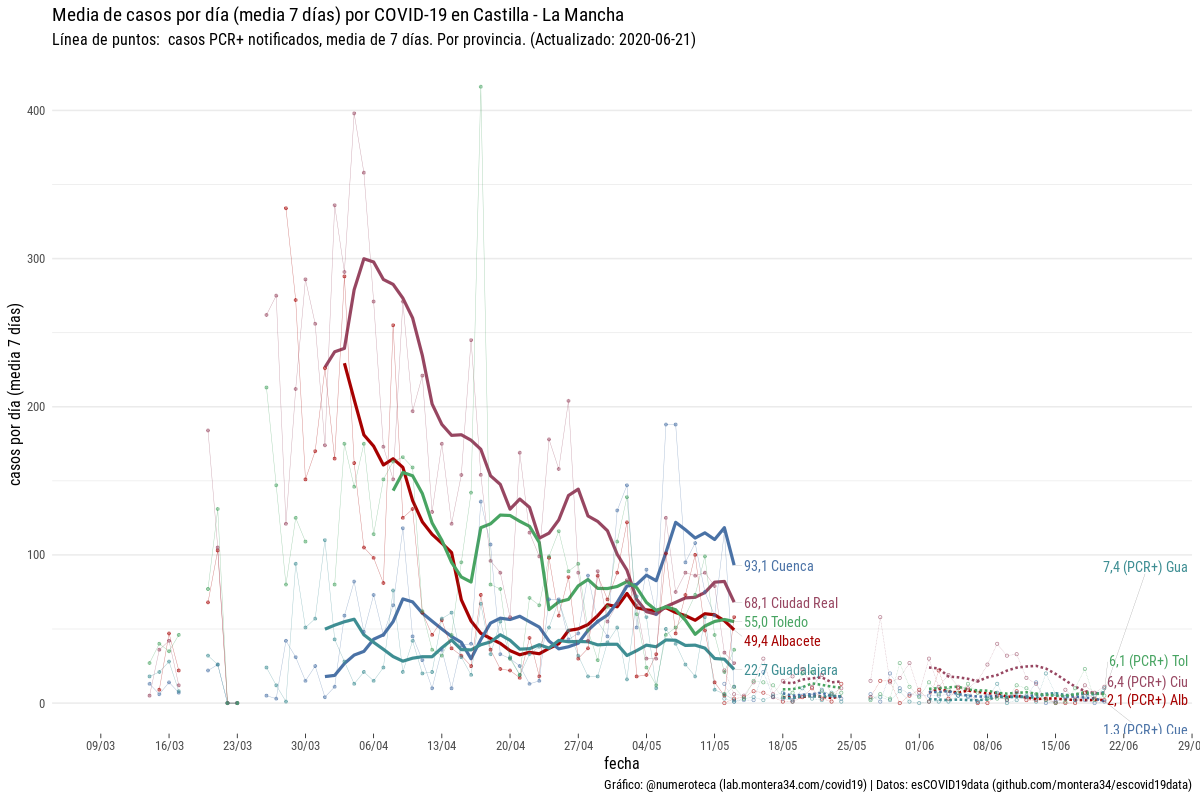 Media de casos por día (media 7 días) por COVID-19 en Castilla - La Mancha
Línea de puntos:  casos PCR+ notificados, media de 7 días. Por provincia. (Actualizado: 2020-06-21)
casos por día (media 7 días)
400
300
200
100
0
93,1 Cuenca
68,1 Ciudad Real
55,0 Toledo
49,4 Albacete
22,7 Guadalajara
7,4 (PCR+) Gua
6,1 (PCR+) Tol
6,4 (PCR+) Ciu
2,1 (PCR+) Alb
1,3 (PCR+) Cue
09/03 16/03 23/03 30/03 06/04 13/04 20/04 27/04 04/05 11/05 18/05 25/05 01/06 08/06 15/06 22/06 29/0
fecha
Gráfico: @numeroteca (lab.montera34.com/covid19) | Datos: esCOVID19data (github.com/montera34/escovid19data)